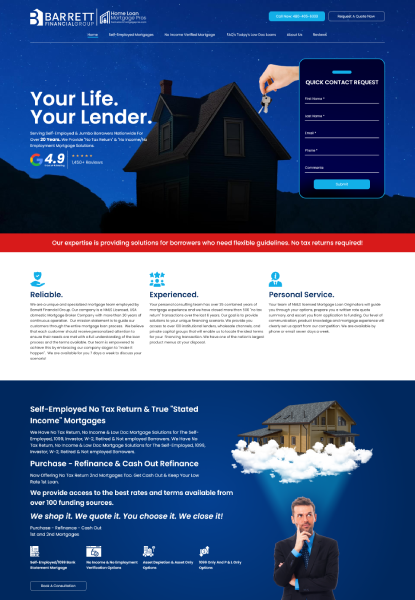 BARRETT
FINANCIAL GROUP
Home Loan
Mortgage Pros
Request A Quote Now
Home
Self-Employed Mortgages
No Income Verified Mortgage
FAQ's Today's Low Doc Loans
About Us
Reviews!
Your Life.
Your Lender.
Serving Self-Employed & Jumbo Borrowers Nationwide For
Over 20 Years. We Provide "No Tax Return" & "No Income/No
Employment Mortgage Solutions.
4.9
Reviews
QUICK CONTACT REQUEST
First Name *
Last Name *
Email *
Phone *
Comments
Submit
Our expertise is providing solutions for borrowers who need flexible guidelines. No tax returns required!
Reliable.
We are a unique and specialized mortgage team employed by
Barrett Financial Group. Our company is a NMLS Licensed, USA
domestic Mortgage Broker Company with more than 20 years of
continuous operation. Our mission statement is to guide our
customers through the entire mortgage loan process. We believe
that each customer should receive personalized attention to
ensure that needs are met with a full understanding of the loan
process and the terms available. Our team is empowered to
achieve this by embracing our company slogan to "make it
happen". We are available for you 7 days a week to discuss your
scenario!
Experienced.
Your personal consulting team has over 35 combined years of
mortgage experience and we have closed more than
return" transactions over the last 6 years. Our goal is to provide
solutions to your unique financing scenario. We provide you
access to over 100 institutional lenders, wholesale channels, and
private capital groups that will enable us to locate the ideal terms
for your financing transaction. We have one of the nation's largest
product menus at your disposal!
Personal Service.
Your team of NMLS licensed Mortgage Loan Originators will guide
you through your options, prepare you a written rate quote
summary and escort you from application to funding. Our level of
communication, product knowledge and mortgage experience will
clearly set us apart from our competition. We are available by
phone or email seven days a week.
Self-Employed No Tax Return & True "Stated
Income" Mortgages
We Have No Tax Return, No Income & Low Doc Mortgage Solutions for The Self-
Employed, 1099, Investor, W-2, Retired & Not employed Borrowers. We Have No
Tax Return, No Income & Low Doc Mortgage Solutions for The Self-Employed, 1099,
Investor, W-2, Retired & Not employed Borrowers.
Purchase - Refinance & Cash Out Refinance
Now Offering No Tax Return 2nd Mortgages Too. Get Cash Out & Keep Your Low
Rate 1st Loan.
We provide access to the best rates and terms available from
over 100 funding sources.
We shop it. We quote it. You choose it. We close it!
Purchase - Refinance - Cash Out
1st and 2nd Mortgages
Self-Employed/1099 Bank
Statement Mortgage
No Income & No Employment
Verification Options
Asset Depletion & Asset Only
Options
1099 Only And P & L Only
Options
Book A Consultation